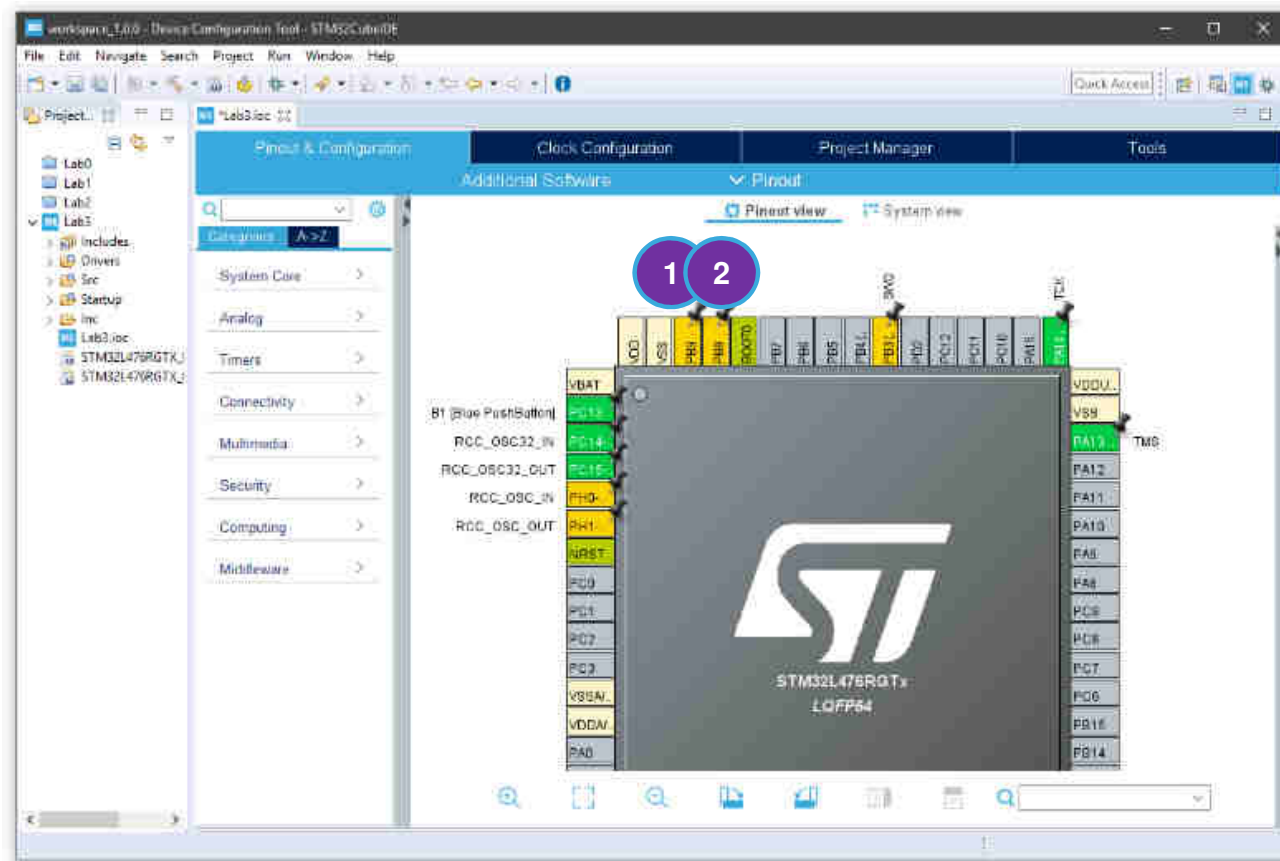 workspace_1.0.0 - Device Configuration Tool - STM32CubeIDE
File Edit Navigate Search Project Run Window Help
Quick Access
Project...
*Lab3.ioc
Pinout & Configuration
Clock Configuration
Project Manager
Tools
Additional Software
Pinout
Pinout view
System view
Lab0
Lab1
Lab2
Lab3
Includes
Drivers
Src
Startup
Inc
Lab3.ioc
STM32L476RGTX_
STM32L476RGTX_
Categories
A->Z
System Core
Analog
Timers
Connectivity
Multimedia
Security
Computing
Middleware
1
2
SWO
TCK
VDD
VSS
PB9
PB8
BOOT0
PB7
PB6
PB5
PB4
PB3
PD2
PC12
PC11
PC10
PA15
PA14
VBAT
B1 [Blue PushButton]
PC13
RCC_OSC32_IN
PC14-
RCC_OSC32_OUT
PC15-
RCC_OSC_IN
PH0-
RCC_OSC_OUT
PH1-
NRST
PC0
PC1
PC2
PC3
VSSA/.
VDDA/.
PA0
VDDU..
VSS
PA13
TMS
PA12
PA11
PA10
PA9
PA8
PC9
PC8
PC7
PC6
PB15
PB14
STM32L476RGTx
LQFP64